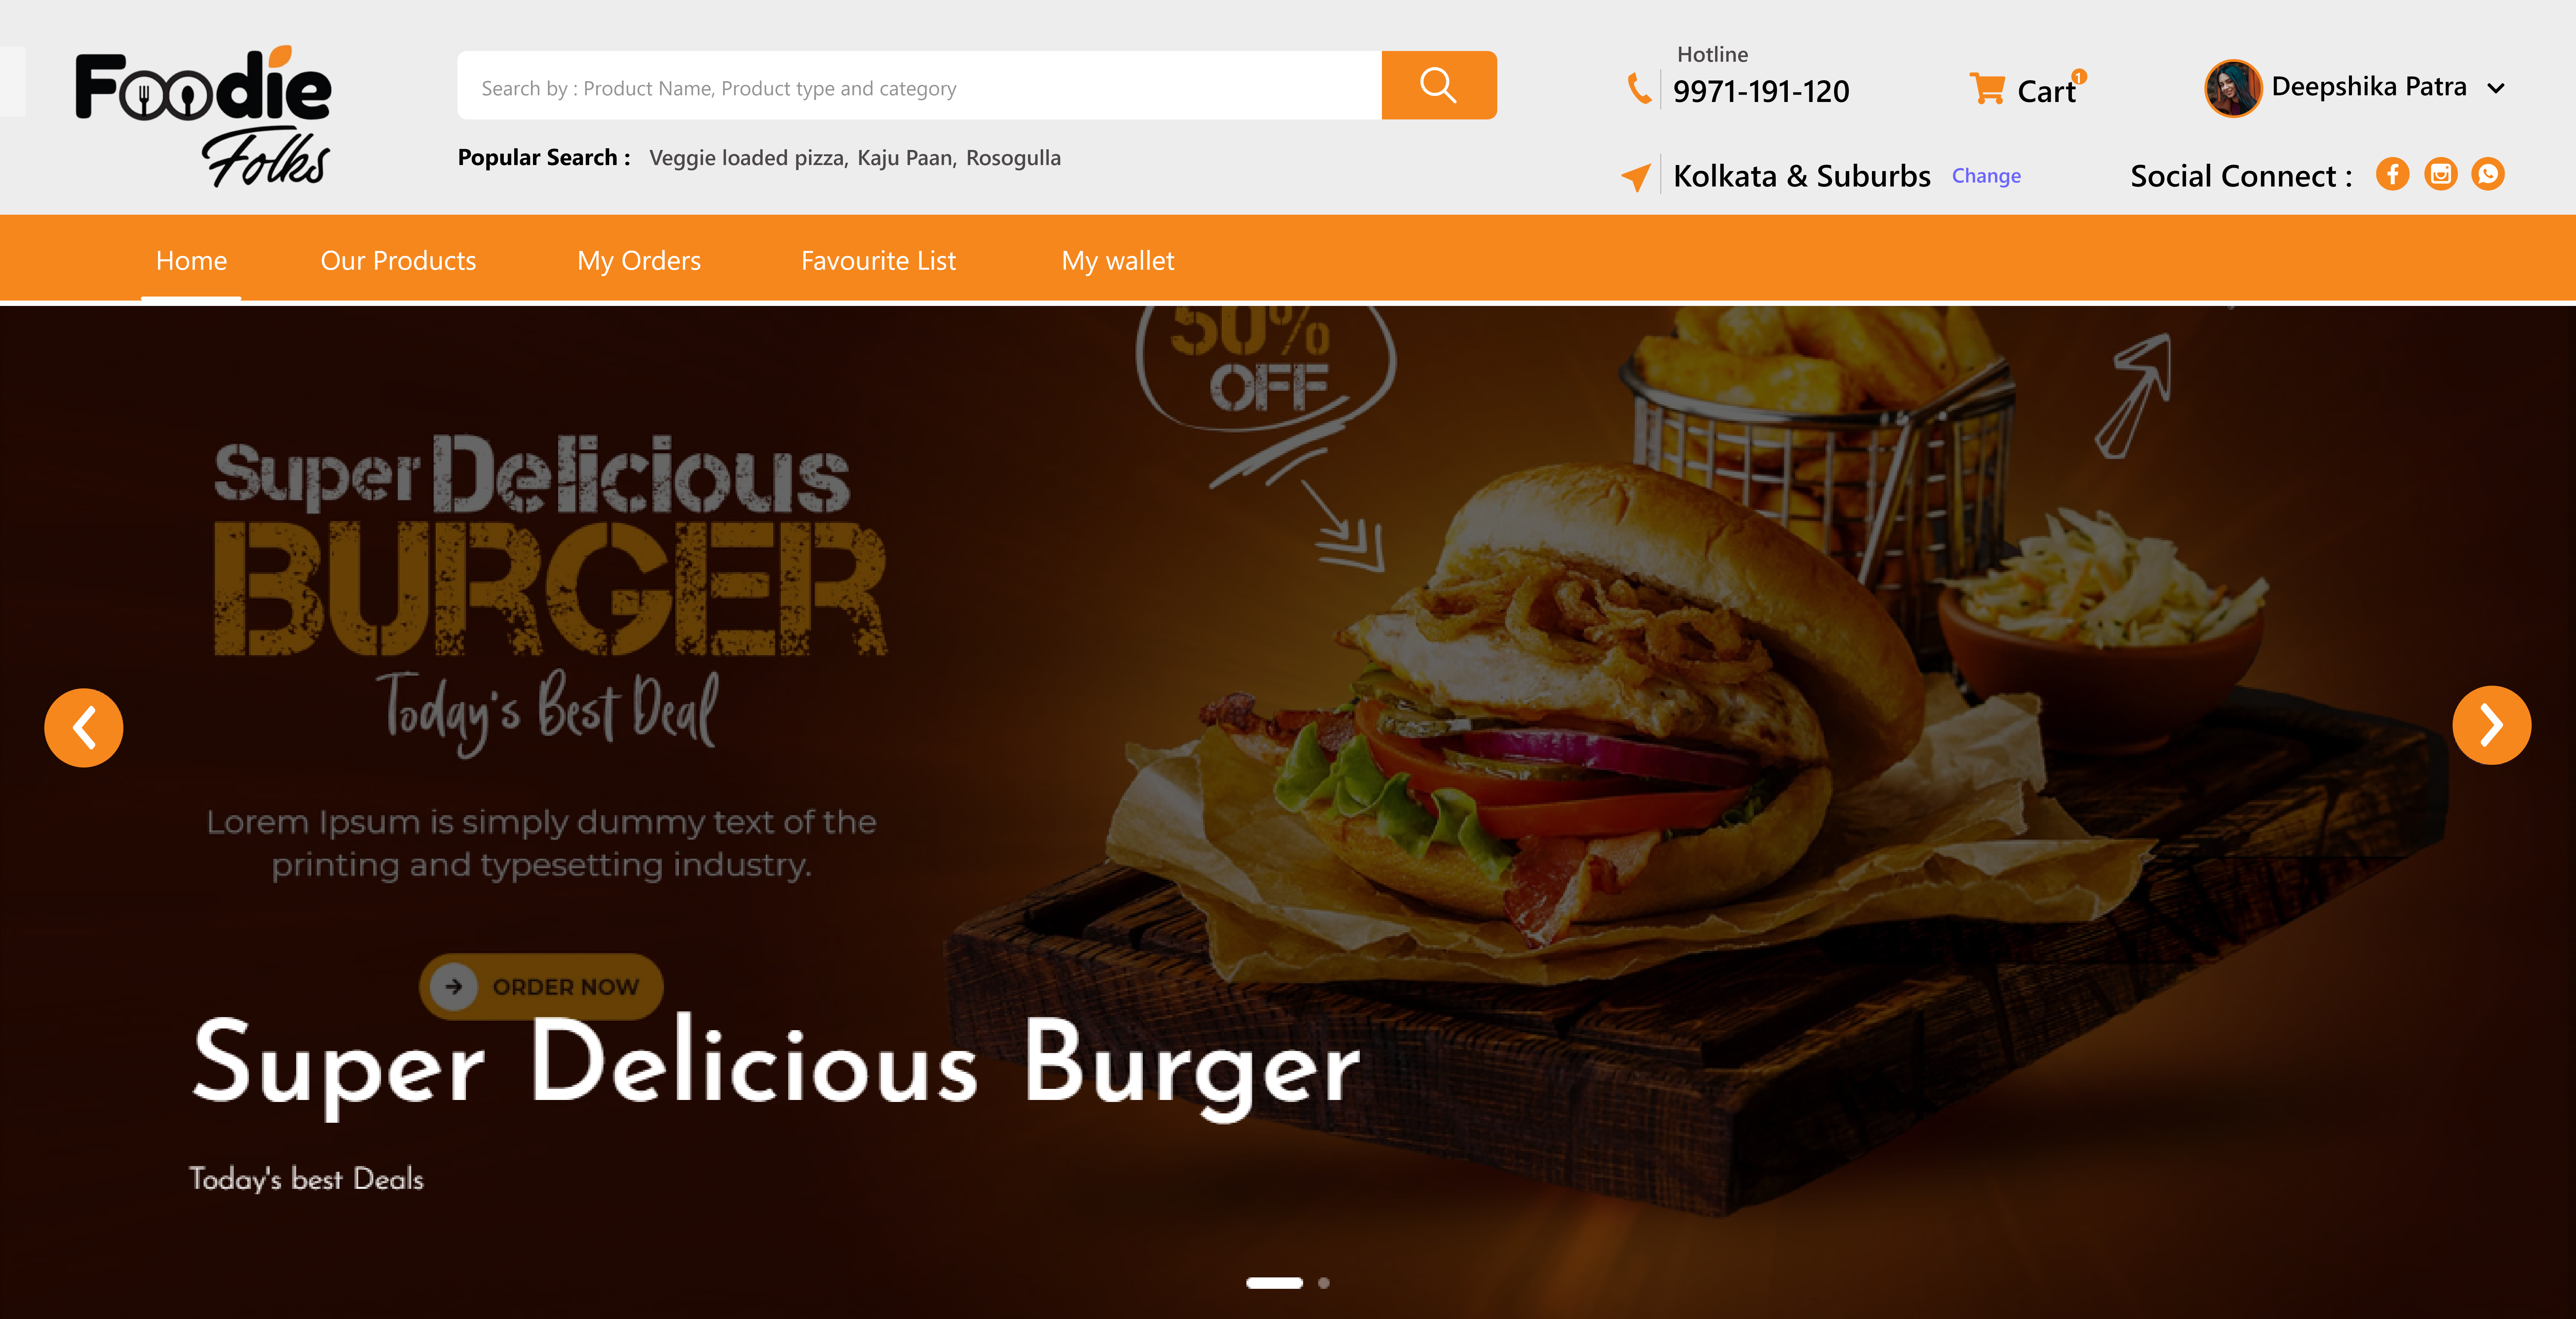 Foodie
Folks
Search by : Product Name, Product type and category
Popular Search : Veggie loaded pizza, Kaju Paan, Rosogulla
Hotline
9971-191-120
Cart 1
Deepshika Patra
Kolkata & Suburbs Change
Social Connect :
Home Our Products My Orders Favourite List My wallet
50%
OFF
Super Delicious
BURGER
Today's Best Deal
Lorem Ipsum is simply dummy text of the
printing and typesetting industry.
ORDER NOW
Super Delicious Burger
Today's best Deals